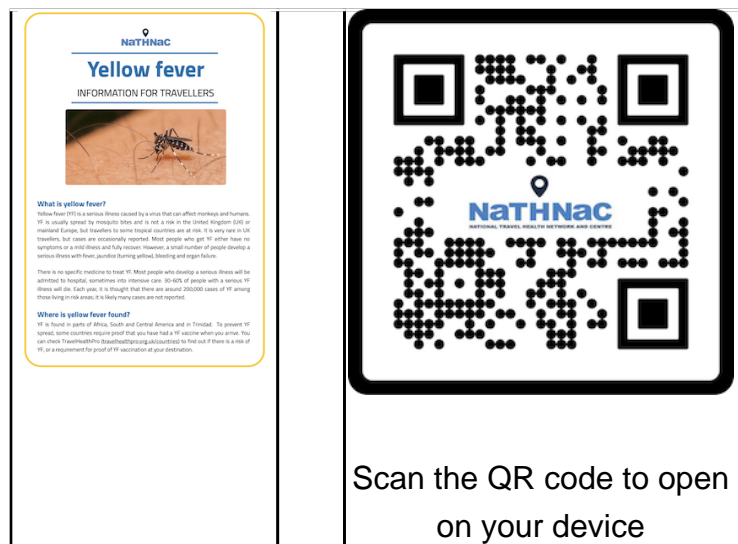 NaTHNaC
Yellow fever
INFORMATION FOR TRAVELLERS
What is yellow fever?
Yellow fever (YF) is a serious illness caused by a virus that can affect monkeys and humans.
YF is usually spread by mosquito bites and is not a risk in the United Kingdom (UK) or
mainland Europe, but travellers to some tropical countries are at risk. It is very rare in UK
travellers, but cases are occasionally reported. Most people who get YF either have no
symptoms or a mild illness and fully recover. However, a small number of people develop a
serious illness with fever, jaundice (turning yellow), bleeding and organ failure.
There is no specific medicine to treat YF. Most people who develop a serious illness will be
admitted to hospital, sometimes into intensive care. 30-60% of people with a serious YF
illness will die. Each year, it is thought that there are around 200,000 cases of YF among
those living in risk areas; it is likely many cases are not reported.
Where is yellow fever found?
YF is found in parts of Africa, South and Central America and in Trinidad. To prevent YF
spread, some countries require proof that you have had a YF vaccine when you arrive. You
can check TravelHealthPro (travelhealthpro.org.uk/countries) to find out if there is a risk of
YF, or a requirement for proof of YF vaccination at your destination.
NaTHNaC
NATIONAL TRAVEL HEALTH NETWORK AND CENTRE
Scan the QR code to open
on your device